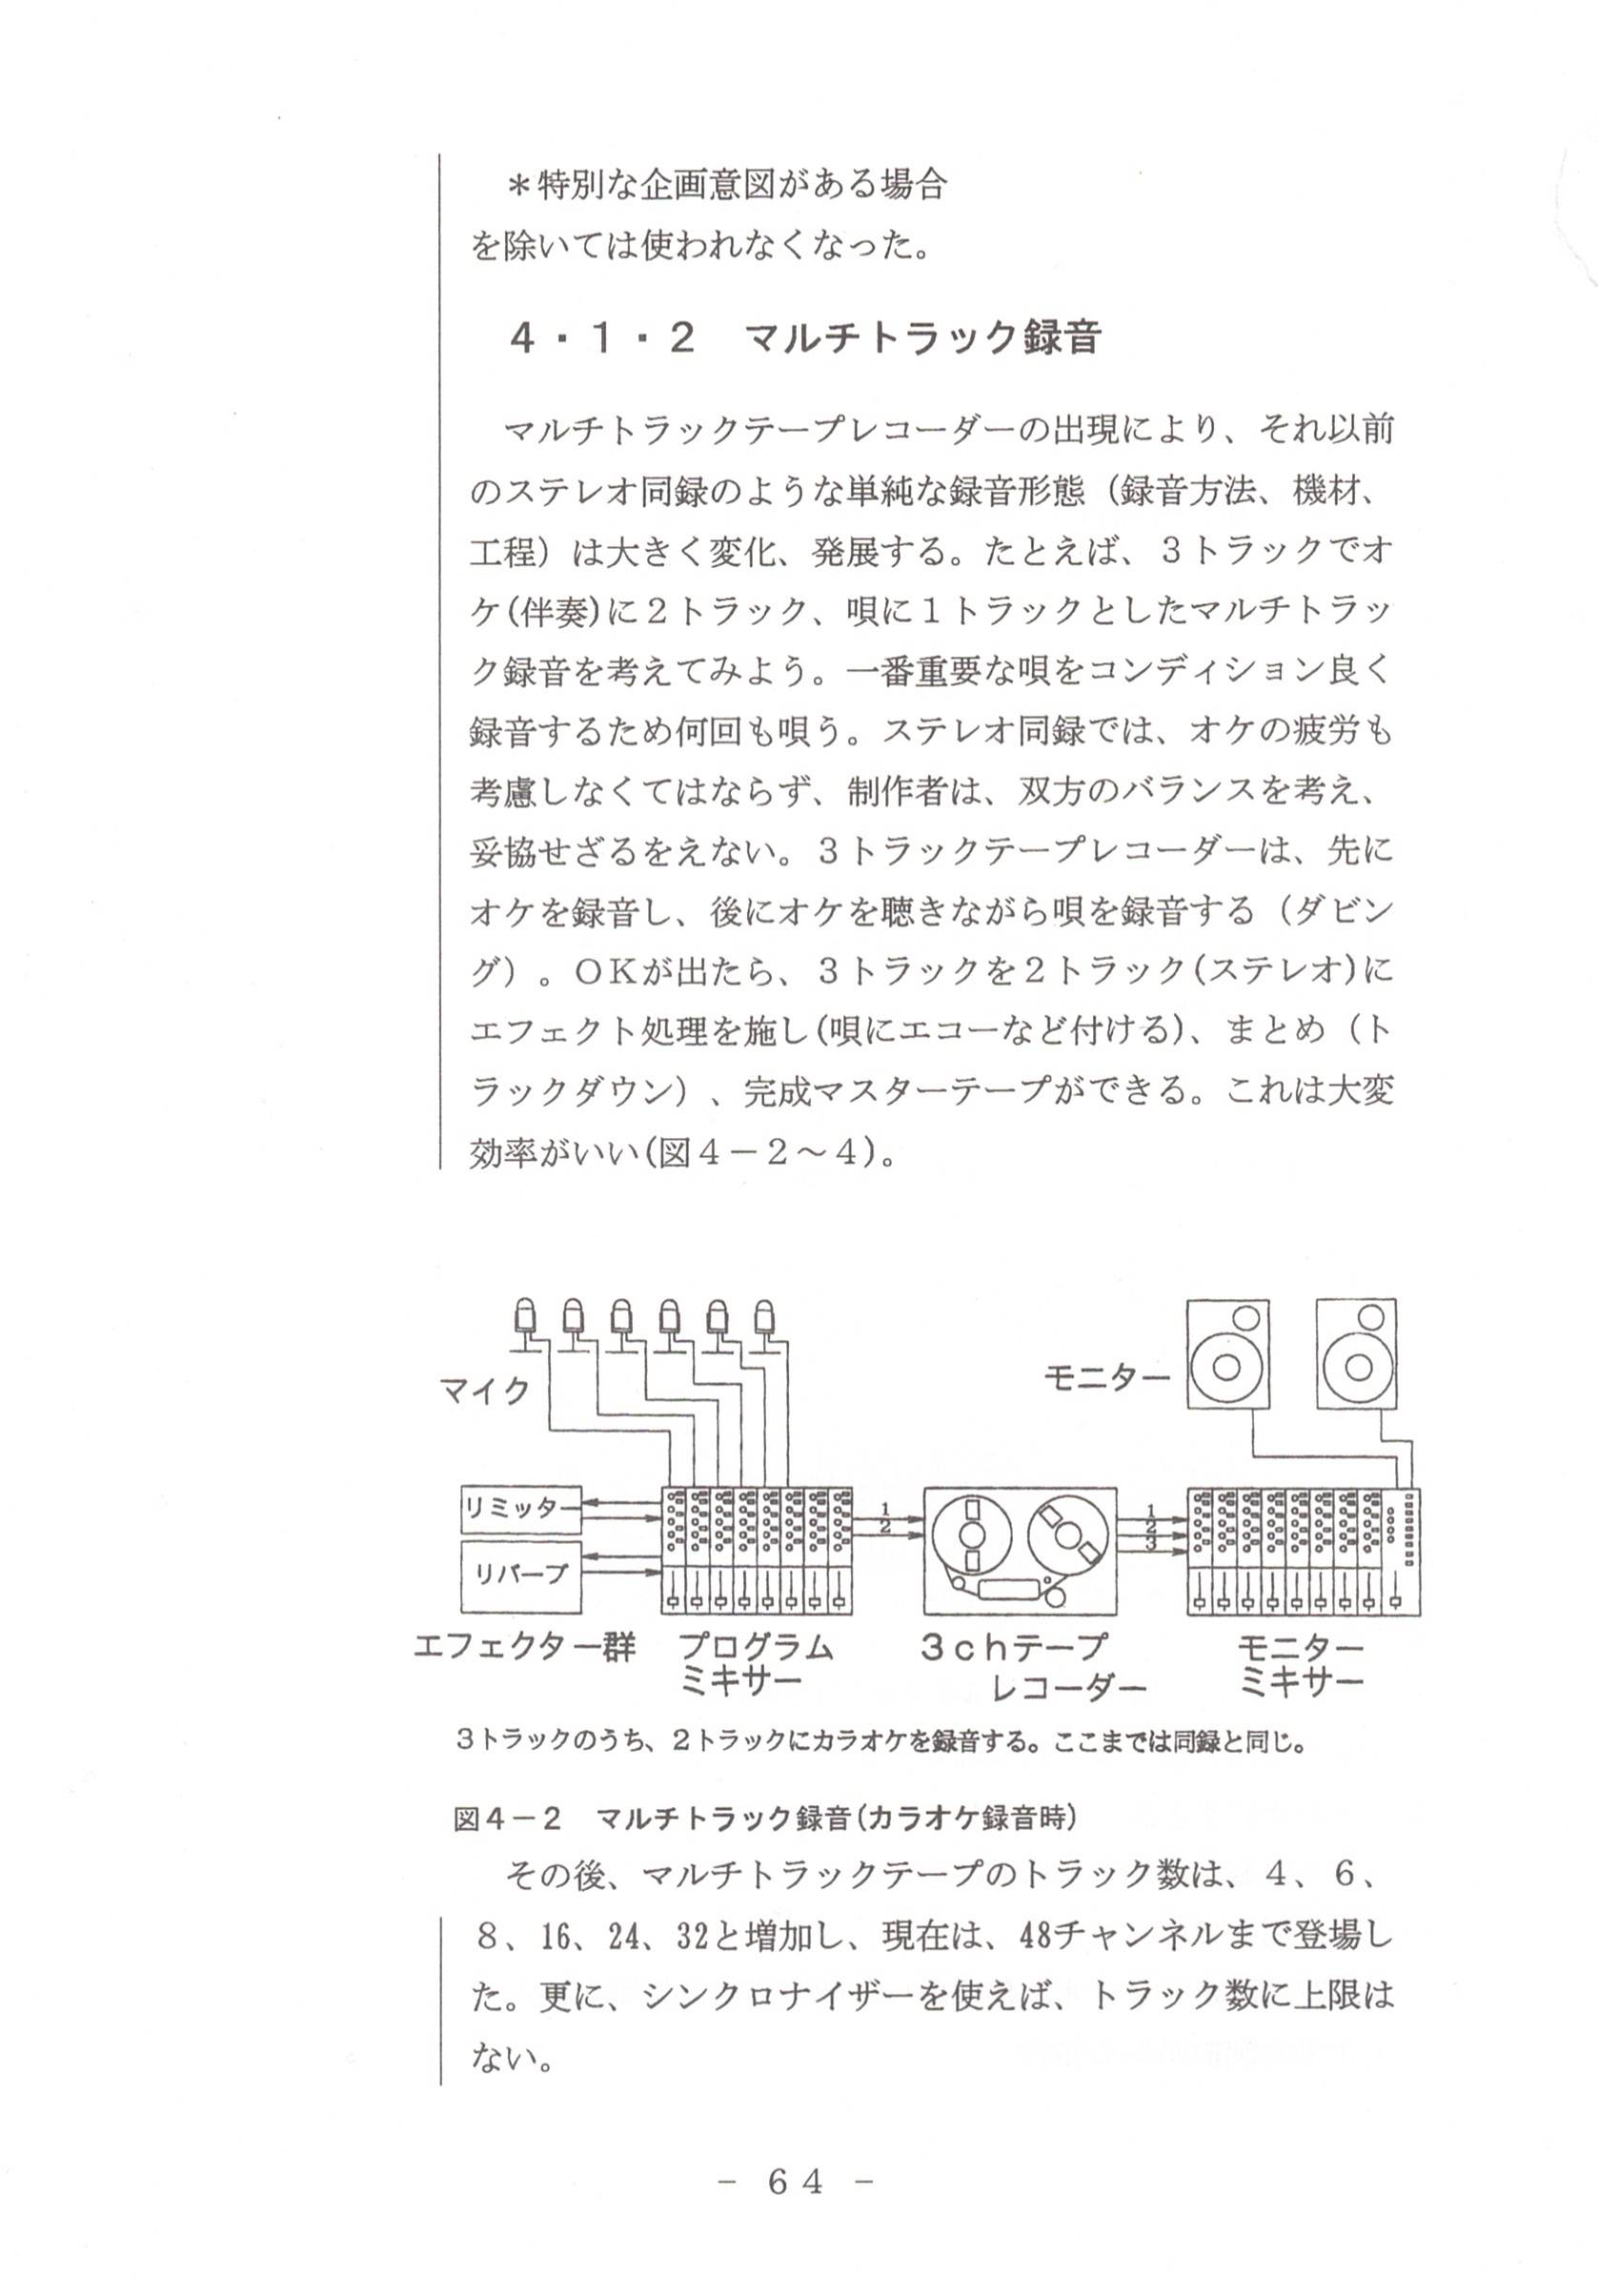 ＊特別な企画意図がある場合
を除いては使われなくなった。
４・１・２　マルチトラック録音
マルチトラックテープレコーダーの出現により、それ以前
のステレオ同録のような単純な録音形態（録音方法、機材、
工程）は大きく変化、発展する。たとえば、３トラックでオ
ケ(伴奏)に２トラック、唄に１トラックとしたマルチトラッ
ク録音を考えてみよう。一番重要な唄をコンディション良く
録音するため何回も唄う。ステレオ同録では、オケの疲労も
考慮しなくてはならず、制作者は、双方のバランスを考え、
妥協せざるをえない。３トラックテープレコーダーは、先に
オケを録音し、後にオケを聴きながら唄を録音する（ダビン
グ）。ＯＫが出たら、３トラックを２トラック(ステレオ)に
エフェクト処理を施し(唄にエコーなど付ける)、まとめ（ト
ラックダウン）、完成マスターテープができる。これは大変
効率がいい(図４－２～４)。
マイク
モニター
リミッター
リバーブ
1
2
1
2
3
エフェクター群
プログラム
ミキサー
３ｃｈテープ
レコーダー
モニター
ミキサー
３トラックのうち、２トラックにカラオケを録音する。ここまでは同録と同じ。
図４－２　マルチトラック録音(カラオケ録音時)
その後、マルチトラックテープのトラック数は、４、６、
８、16、24、32と増加し、現在は、48チャンネルまで登場し
た。更に、シンクロナイザーを使えば、トラック数に上限は
ない。
－ ６４ －